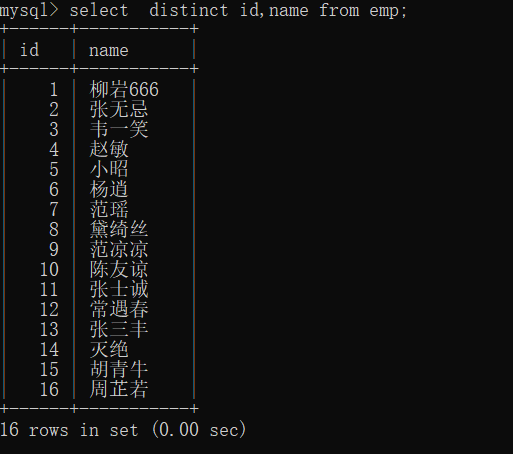 mysql> select  distinct id,name from emp;
+------+-----------+
| id   | name      |
+------+-----------+
|    1 | 柳岩666   |
|    2 | 张无忌    |
|    3 | 韦一笑    |
|    4 | 赵敏      |
|    5 | 小昭      |
|    6 | 杨逍      |
|    7 | 范瑶      |
|    8 | 黛绮丝    |
|    9 | 范凉凉    |
|   10 | 陈友谅    |
|   11 | 张士诚    |
|   12 | 常遇春    |
|   13 | 张三丰    |
|   14 | 灭绝      |
|   15 | 胡青牛    |
|   16 | 周芷若    |
+------+-----------+
16 rows in set (0.00 sec)